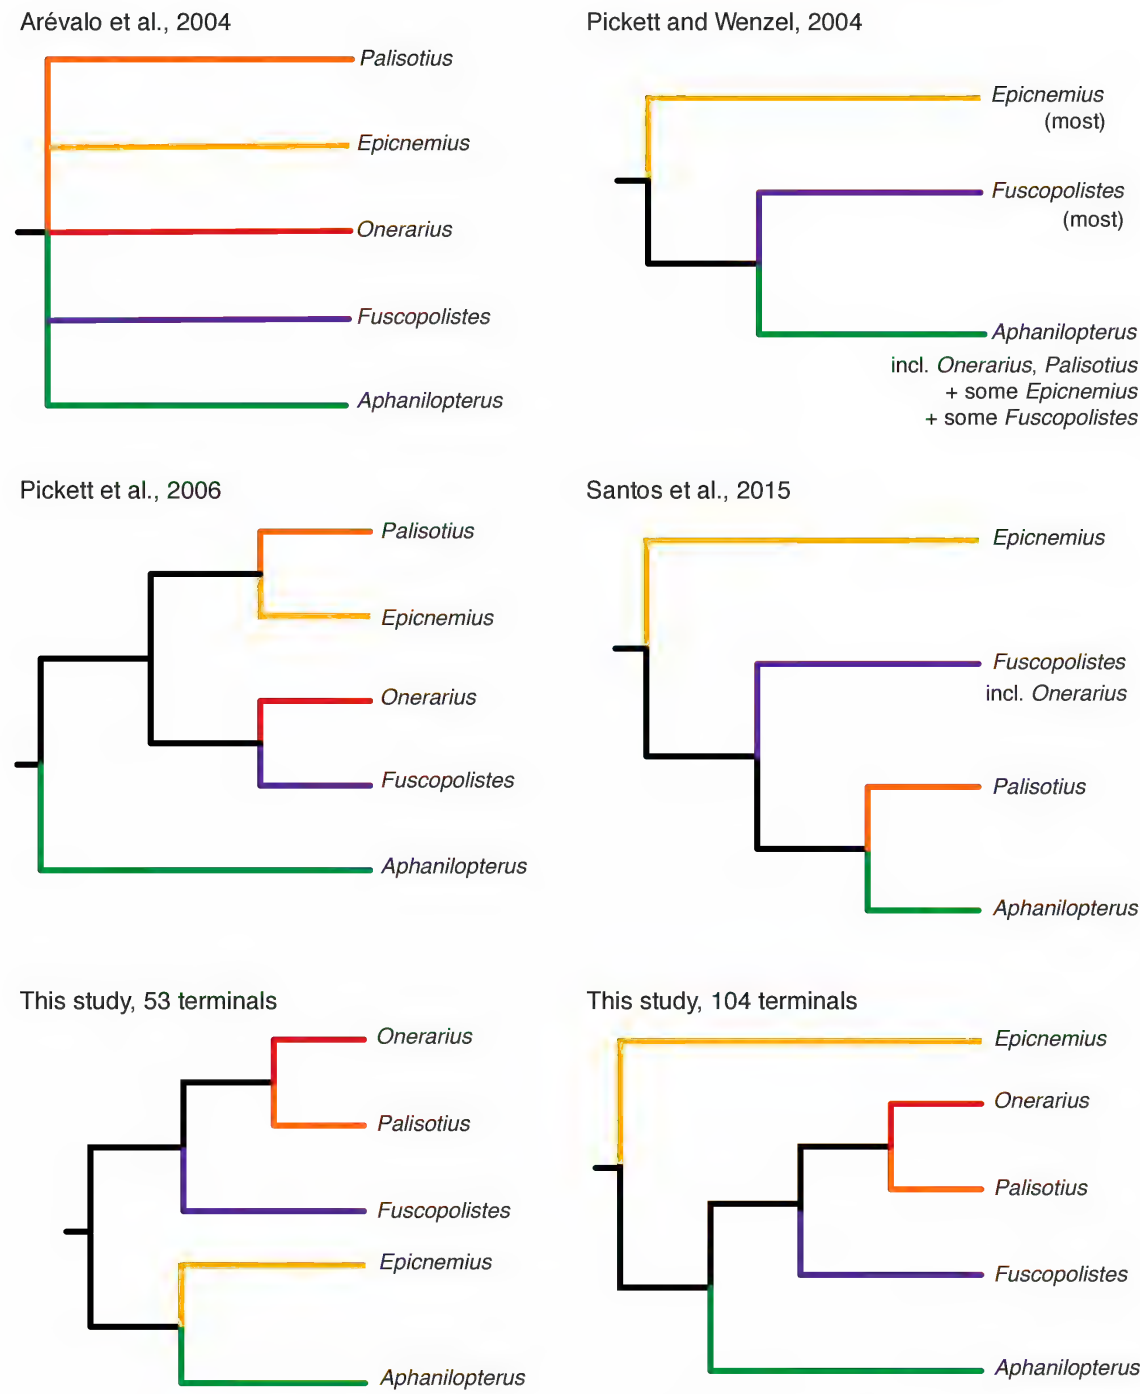 Arévalo et al., 2004
Palisotius
Epicnemius
Onerarius
Fuscopolistes
Aphanilopterus
Pickett and Wenzel, 2004
Epicnemius
(most)
Fuscopolistes
(most)
Aphanilopterus
incl. Onerarius, Palisotius
+ some Epicnemius
+ some Fuscopolistes
Pickett et al., 2006
Palisotius
Epicnemius
Onerarius
Fuscopolistes
Aphanilopterus
Santos et al., 2015
Epicnemius
Fuscopolistes
incl. Onerarius
Palisotius
Aphanilopterus
This study, 53 terminals
Onerarius
Palisotius
Fuscopolistes
Epicnemius
Aphanilopterus
This study, 104 terminals
Epicnemius
Onerarius
Palisotius
Fuscopolistes
Aphanilopterus